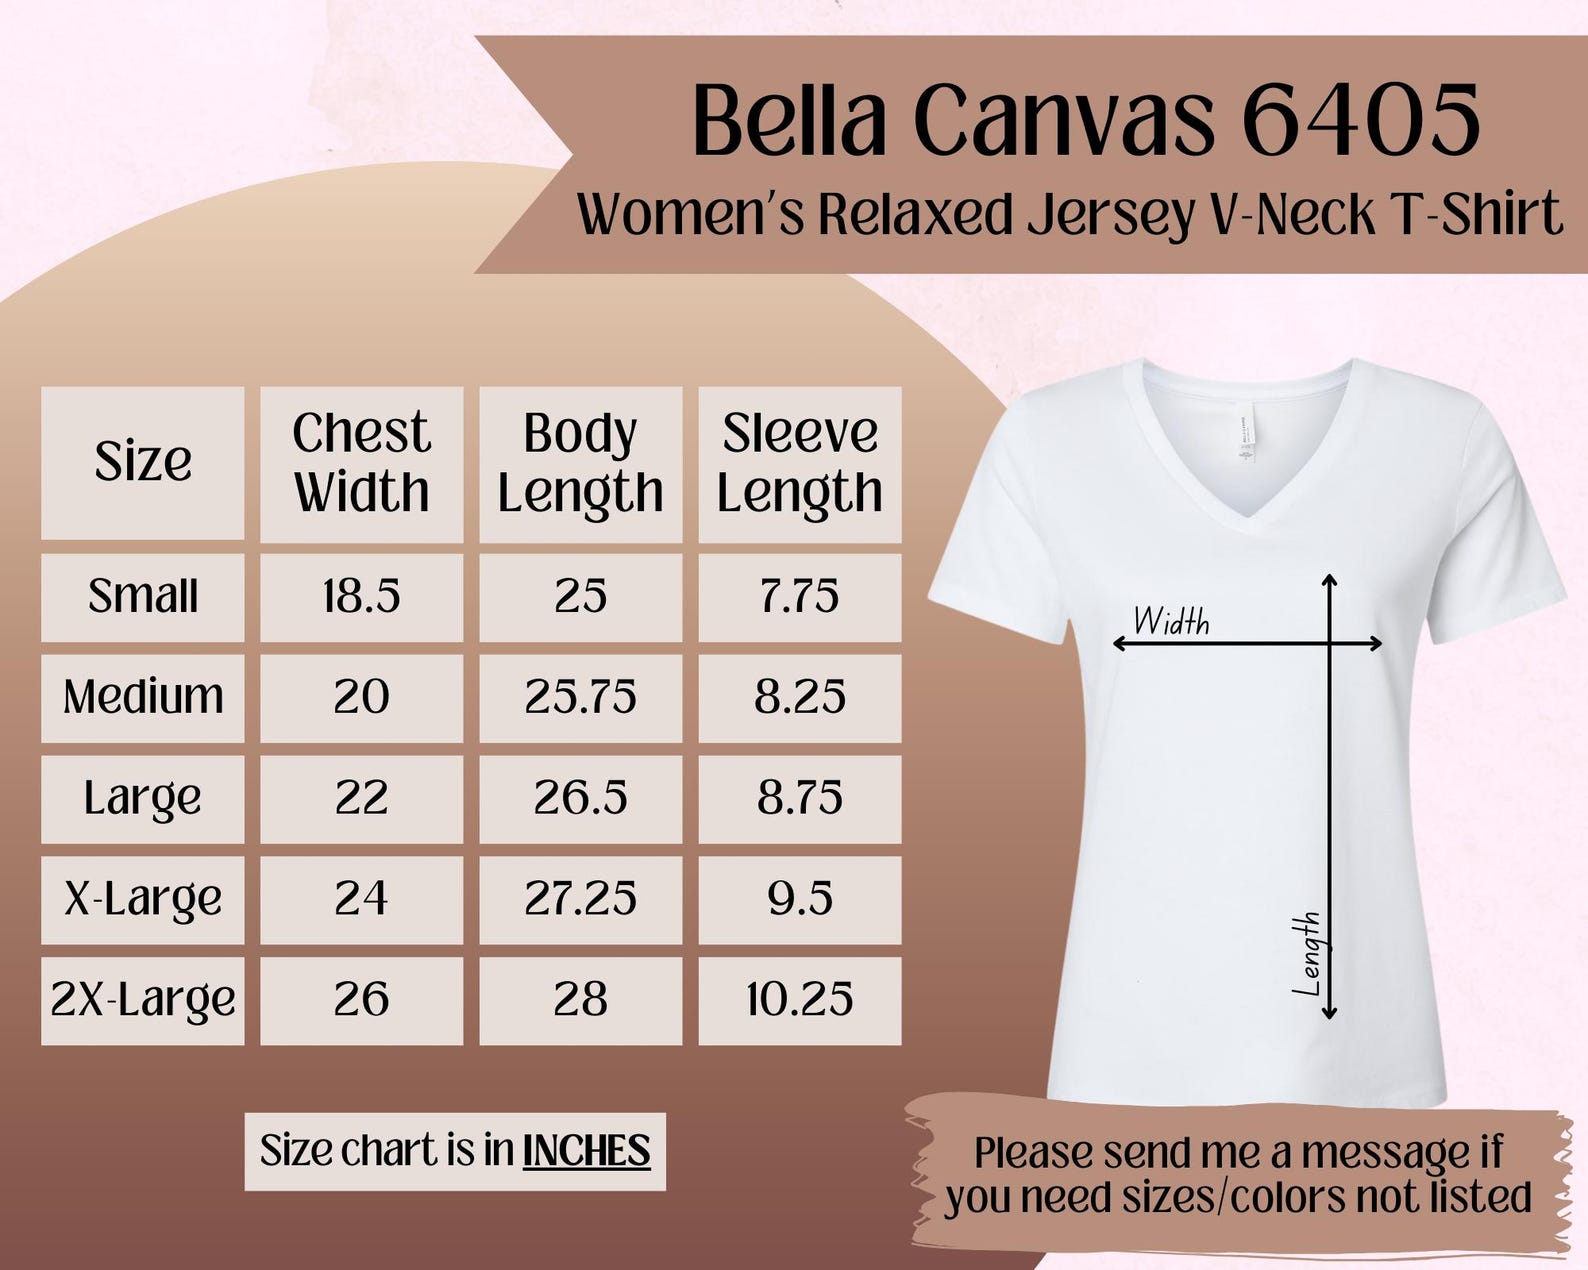 Bella Canvas 6405
Women's Relaxed Jersey V-Neck T-Shirt
Size Chest Width Body Length Sleeve Length
Small 18.5 25 7.75
Medium 20 25.75 8.25
Large 22 26.5 8.75
X-Large 24 27.25 9.5
2X-Large 26 28 10.25
Size chart is in INCHES
Width
Length
Please send me a message if
you need sizes/colors not listed